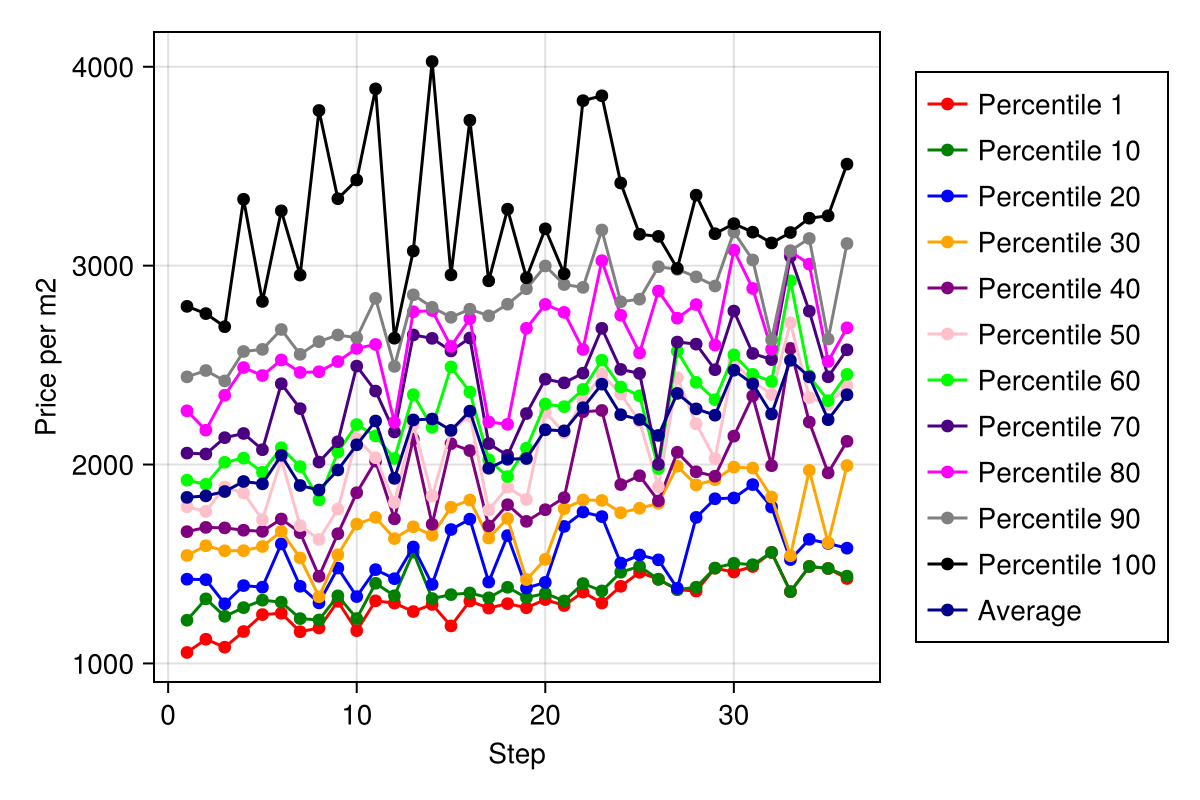 4000
3000
2000
1000
Price per m2
0
10
20
30
Step
Percentile 1
Percentile 10
Percentile 20
Percentile 30
Percentile 40
Percentile 50
Percentile 60
Percentile 70
Percentile 80
Percentile 90
Percentile 100
Average